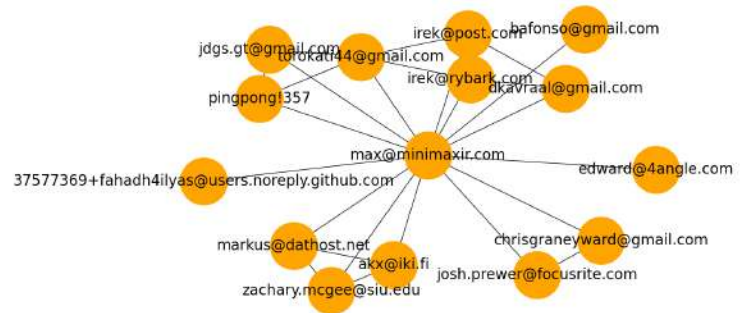 bafonso@gmail.com
irek@post.com
jdgs.gt@gmail.com
torokati44@gmail.com
irek@rybark.com
dkavraal@gmail.com
pingpong!357
max@minimaxir.com
edward@4angle.com
37577369+fahadh4ilyas@users.noreply.github.com
chrisgraneyward@gmail.com
markus@dathost.net
akx@iki.fi
josh.prewer@focusrite.com
zachary.mcgee@siu.edu